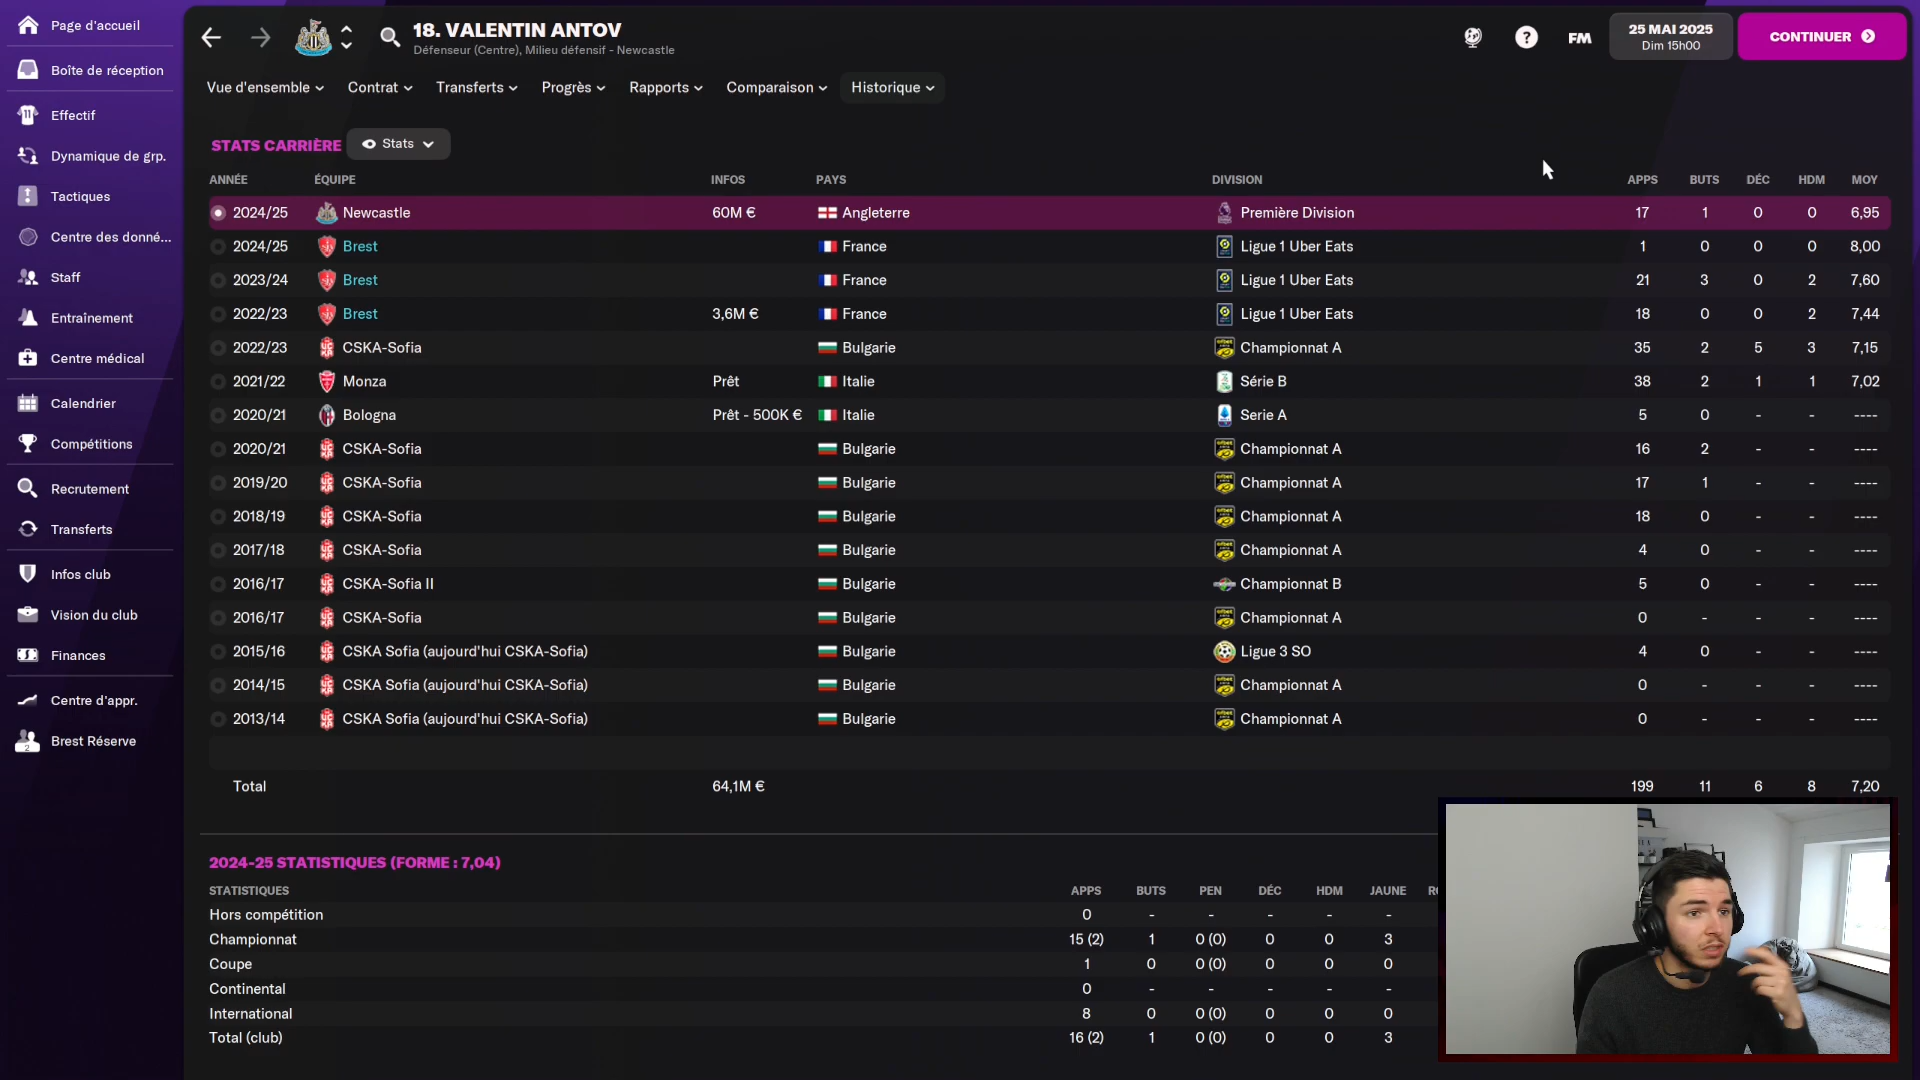 Page d'accueil
Boîte de réception
Effectif
Dynamique de grp.
Tactiques
Centre des donné...
Staff
Entraînement
Centre médical
Calendrier
Compétitions
Recrutement
Transferts
Infos club
Vision du club
Finances
Centre d'appr.
Brest Réserve
18. VALENTIN ANTOV
Défenseur (Centre), Milieu défensif - Newcastle
? FM
25 MAI 2025
Dim 15h00
CONTINUER
Vue d'ensemble Contrat Transferts Progrès Rapports Comparaison Historique
STATS CARRIÈRE Stats
ANNÉE ÉQUIPE INFOS PAYS DIVISION APPS BUTS DÉC HDM MOY
2024/25 Newcastle 60M € Angleterre Première Division 17 1 0 0 6,95
2024/25 Brest France Ligue 1 Uber Eats 1 0 0 0 8,00
2023/24 Brest France Ligue 1 Uber Eats 21 3 0 2 7,60
2022/23 Brest 3,6M € France Ligue 1 Uber Eats 18 0 0 2 7,44
2022/23 CSKA-Sofia Bulgarie Championnat A 35 2 5 3 7,15
2021/22 Monza Prêt Italie Série B 38 2 1 1 7,02
2020/21 Bologna Prêt - 500K € Italie Serie A 5 0 - - ----
2020/21 CSKA-Sofia Bulgarie Championnat A 16 2 - - ----
2019/20 CSKA-Sofia Bulgarie Championnat A 17 1 - - ----
2018/19 CSKA-Sofia Bulgarie Championnat A 18 0 - - ----
2017/18 CSKA-Sofia Bulgarie Championnat A 4 0 - - ----
2016/17 CSKA-Sofia II Bulgarie Championnat B 5 0 - - ----
2016/17 CSKA-Sofia Bulgarie Championnat A 0 - - - ----
2015/16 CSKA Sofia (aujourd'hui CSKA-Sofia) Bulgarie Ligue 3 SO 4 0 - - ----
2014/15 CSKA Sofia (aujourd'hui CSKA-Sofia) Bulgarie Championnat A 0 - - - ----
2013/14 CSKA Sofia (aujourd'hui CSKA-Sofia) Bulgarie Championnat A 0 - - - ----
Total 64,1M € 199 11 6 8 7,20
2024-25 STATISTIQUES (FORME : 7,04)
STATISTIQUES APPS BUTS PEN DÉC HDM JAUNE
Hors compétition 0 - - - - -
Championnat 15 (2) 1 0 (0) 0 0 3
Coupe 1 0 0 (0) 0 0 0
Continental 0 - - - - -
International 8 0 0 (0) 0 0 0
Total (club) 16 (2) 1 0 (0) 0 0 3